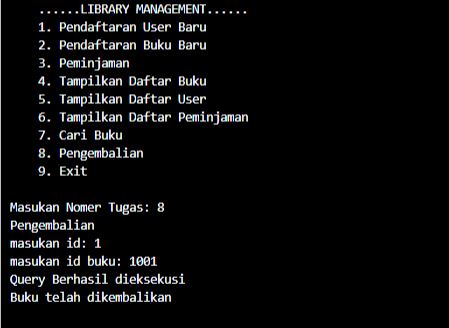 ......LIBRARY MANAGEMENT......
1. Pendaftaran User Baru
2. Pendaftaran Buku Baru
3. Peminjaman
4. Tampilkan Daftar Buku
5. Tampilkan Daftar User
6. Tampilkan Daftar Peminjaman
7. Cari Buku
8. Pengembalian
9. Exit
Masukan Nomer Tugas: 8
Pengembalian
masukan id: 1
masukan id buku: 1001
Query Berhasil dieksekusi
Buku telah dikembalikan